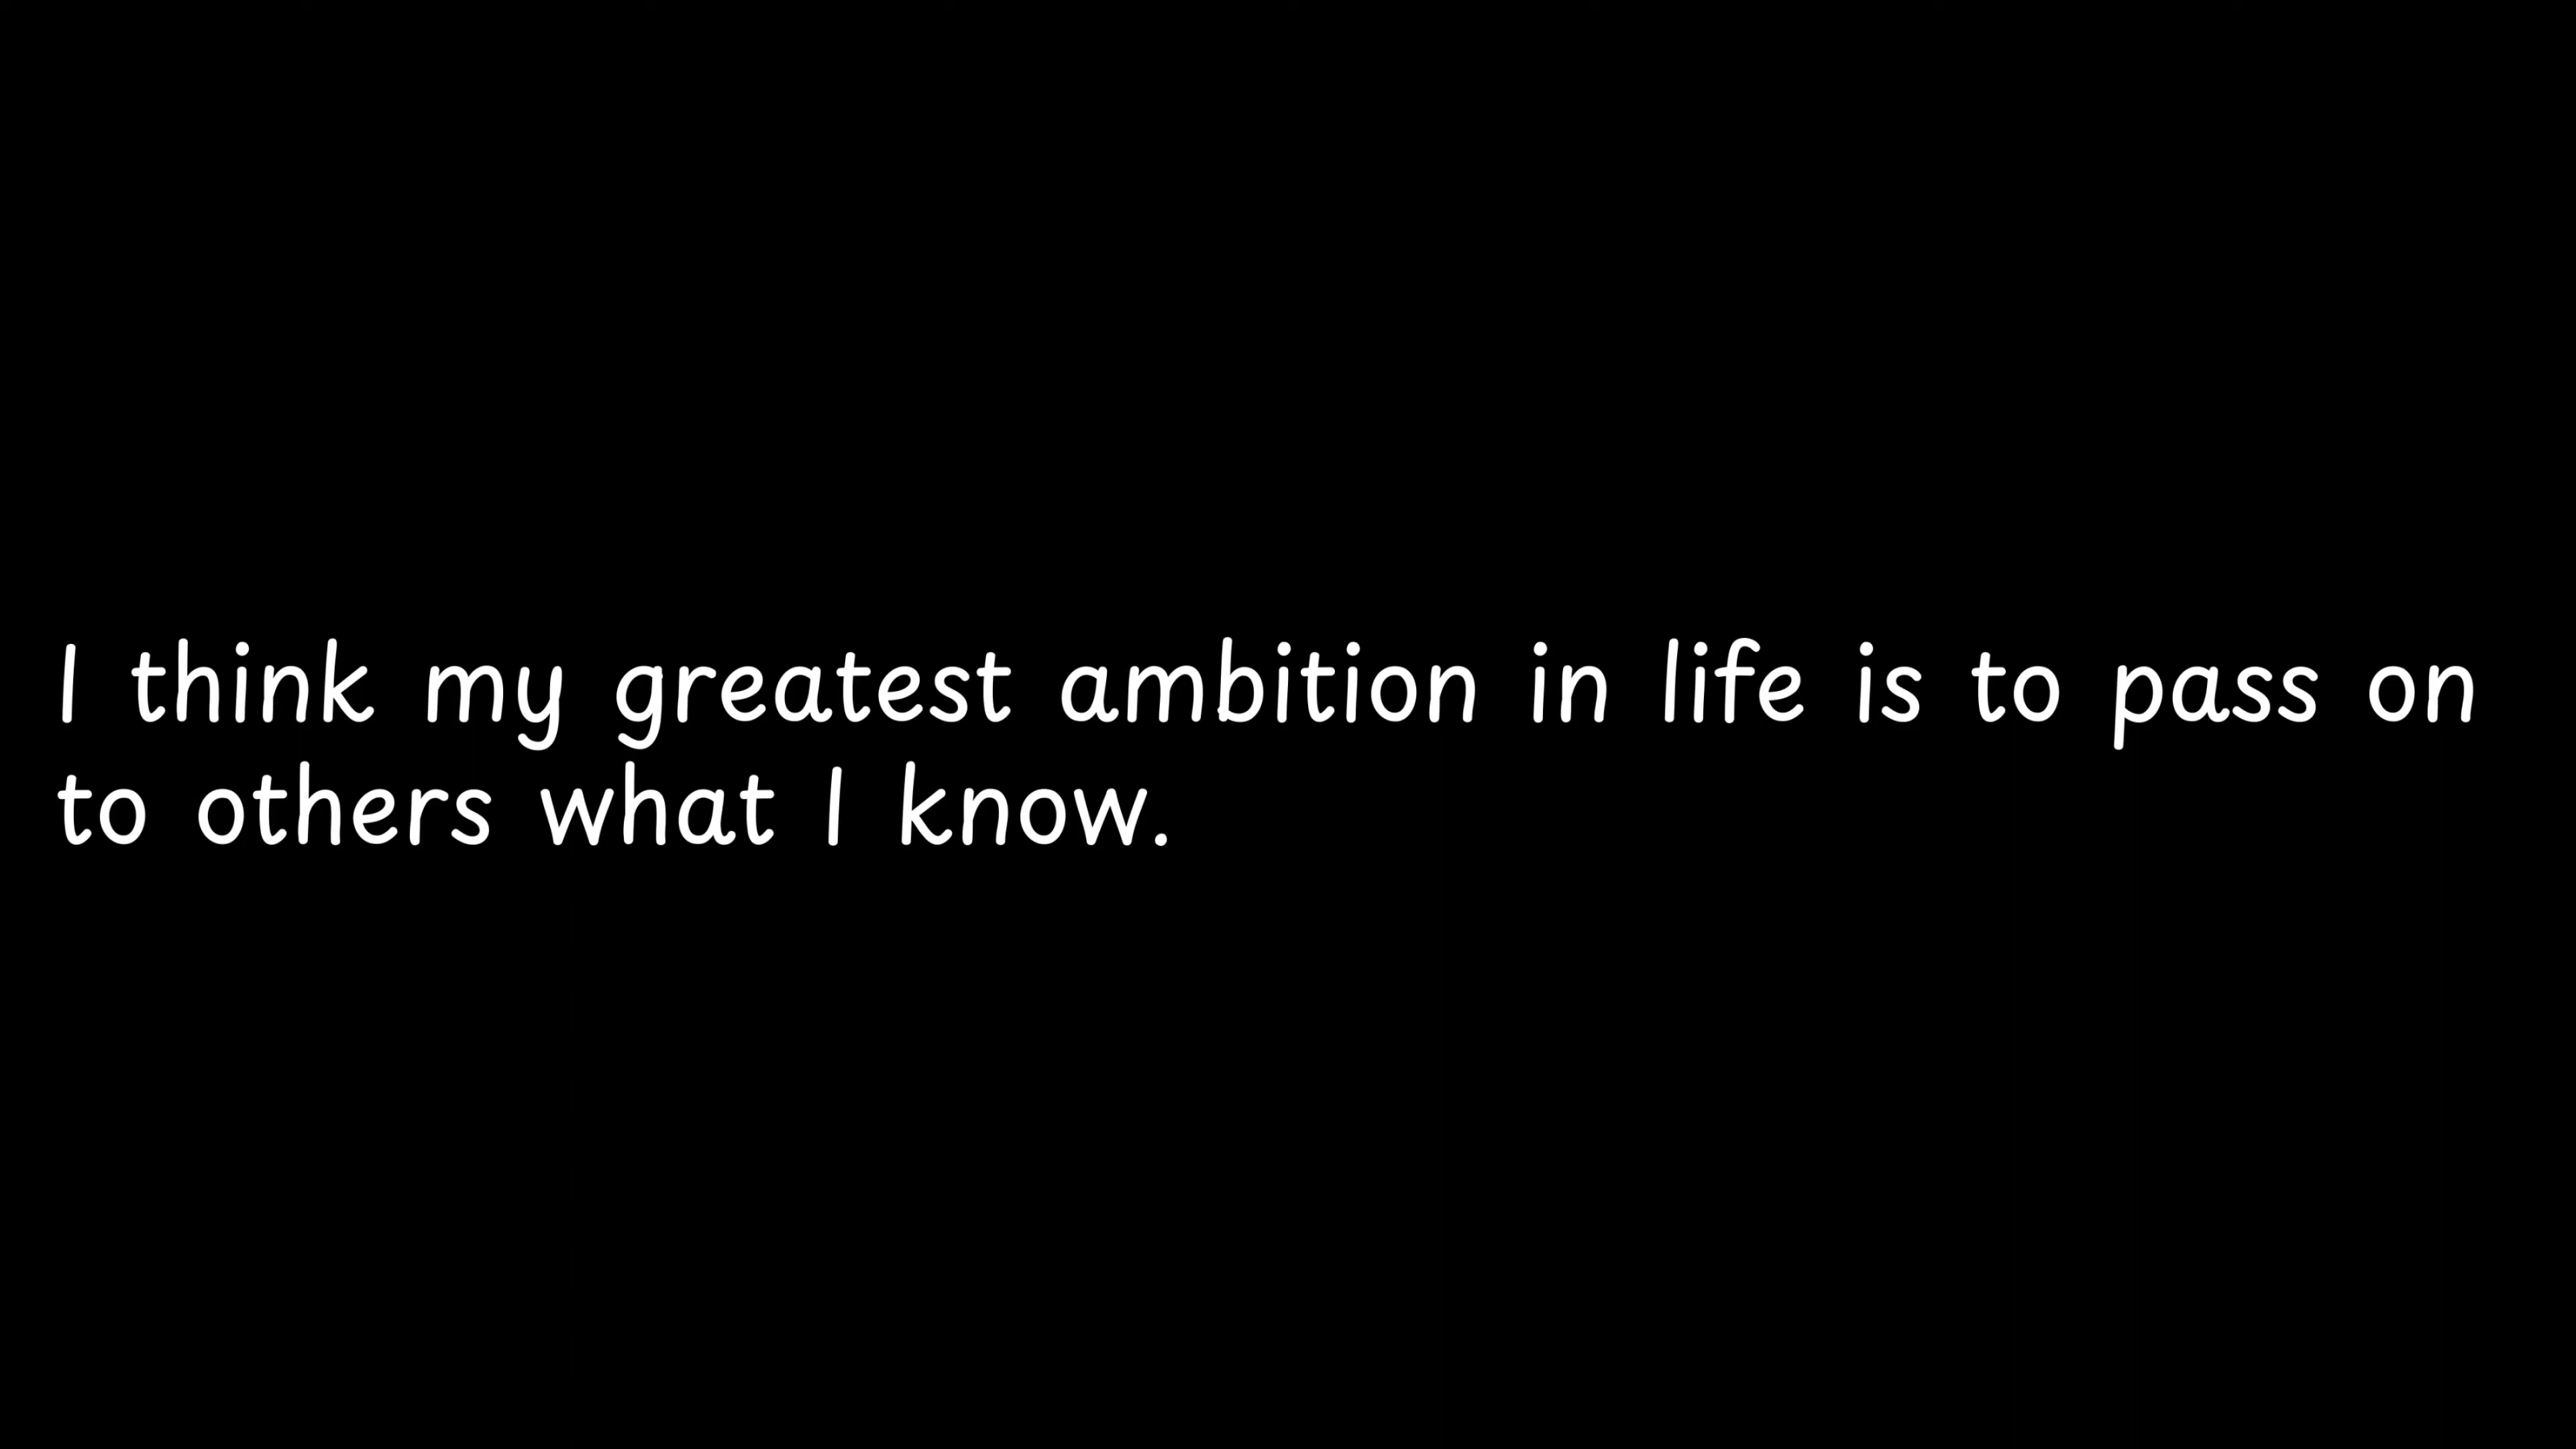 I think my greatest ambition in life is to pass on
to others what I know.